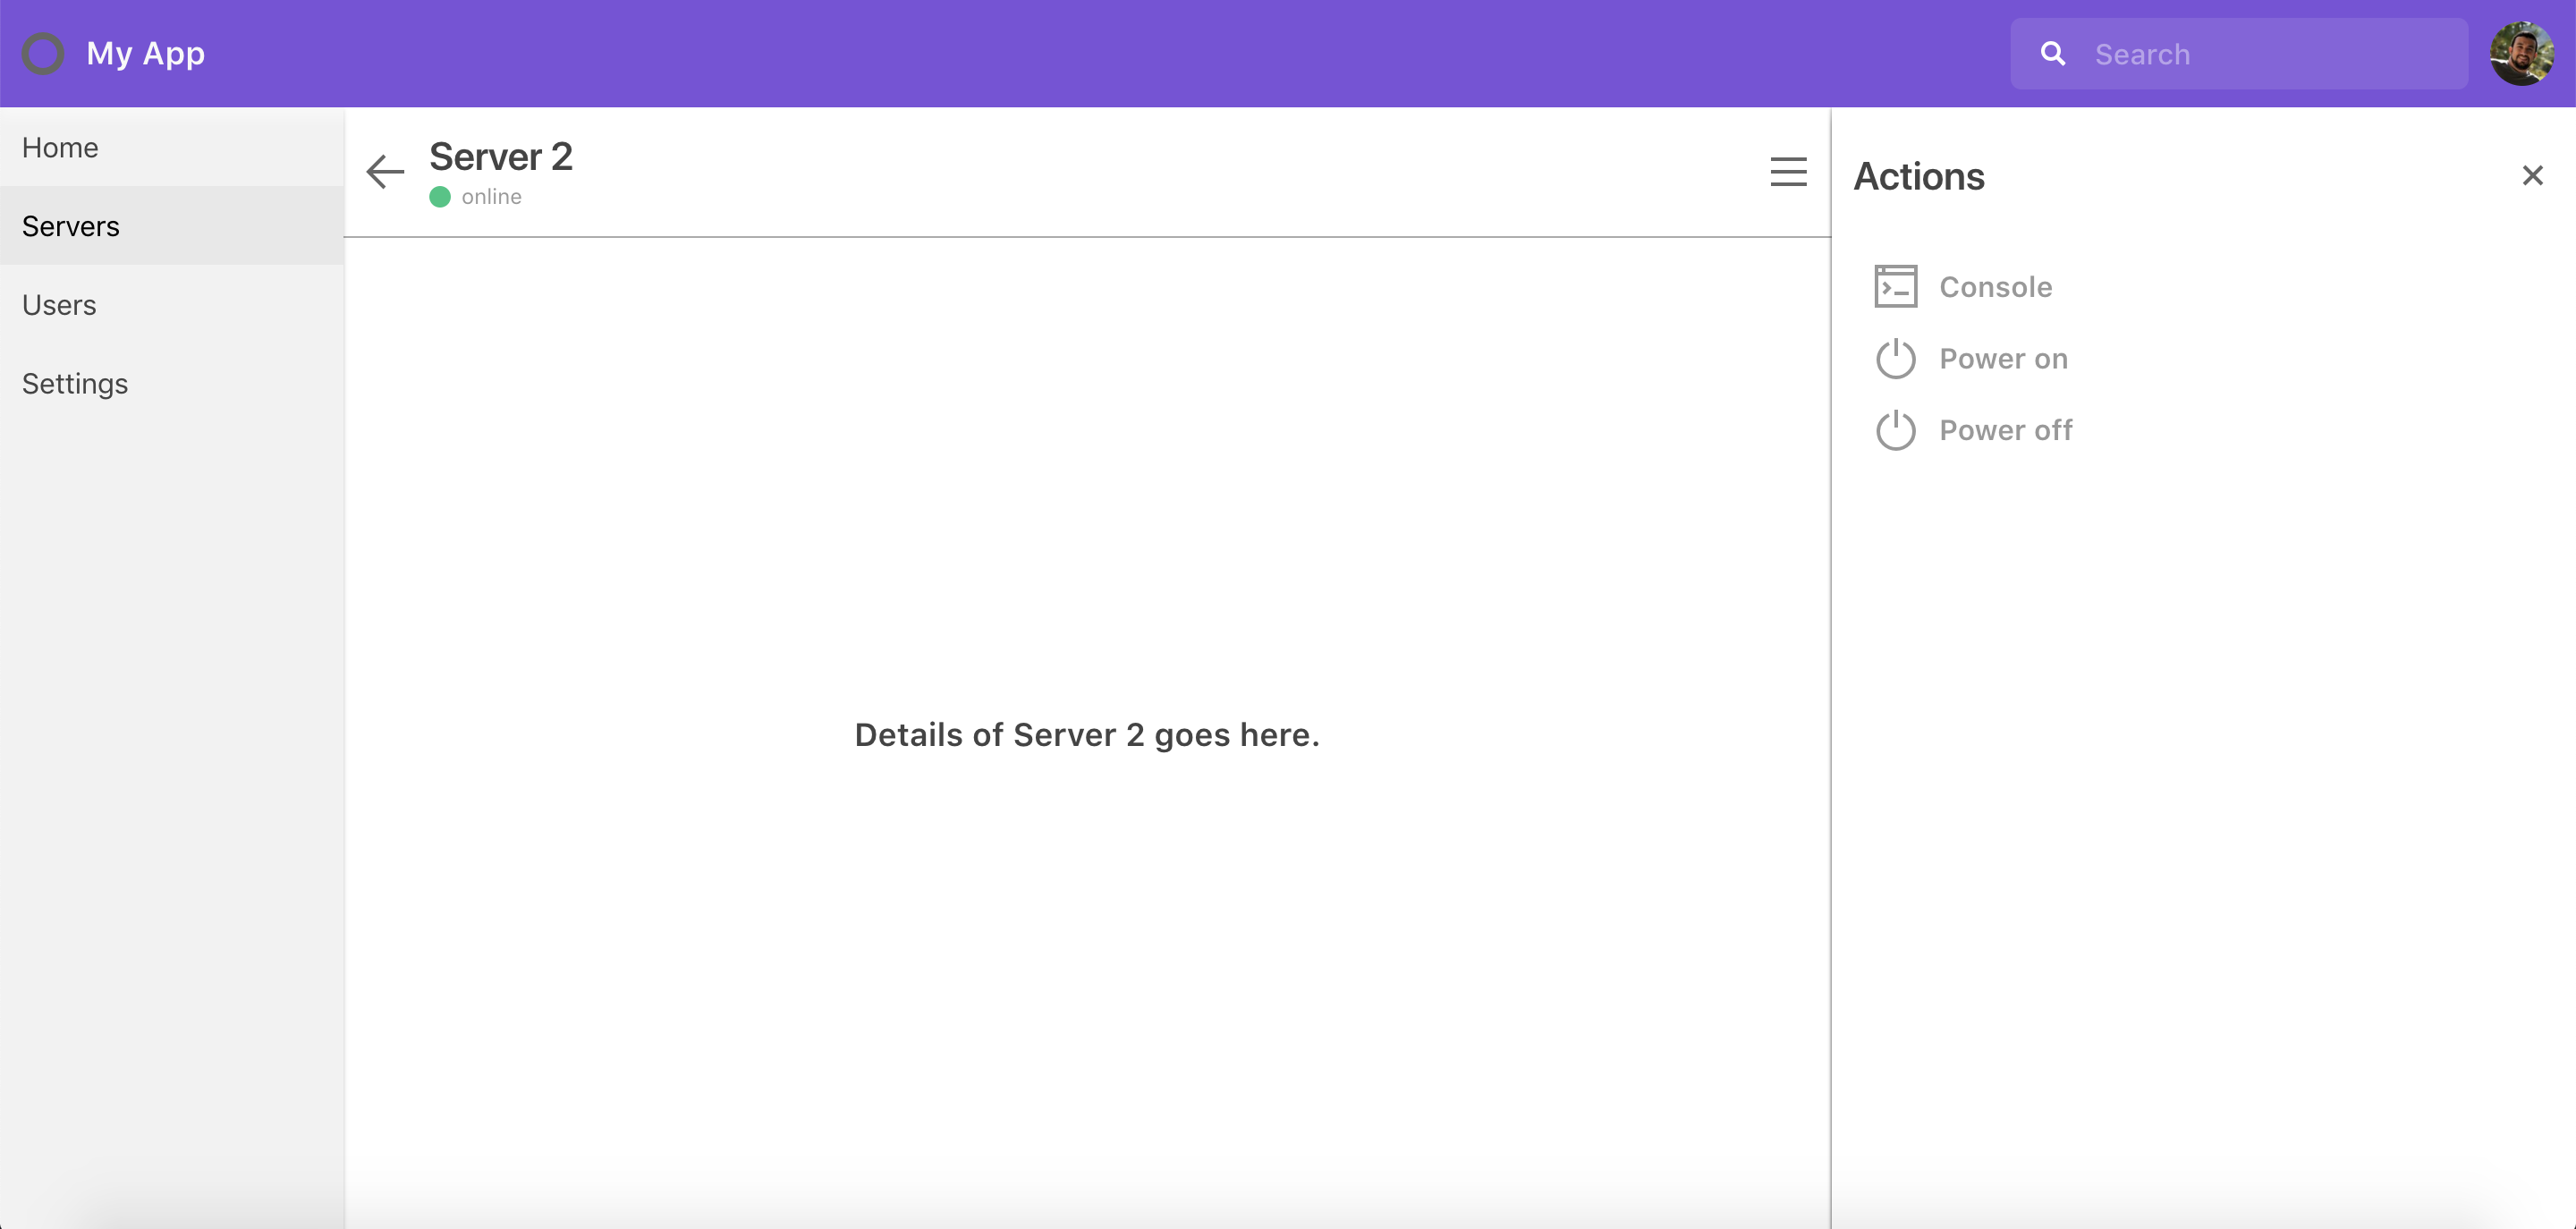 My App
Search
Home
Servers
Users
Settings
Server 2
online
Details of Server 2 goes here.
Actions
Console
Power on
Power off